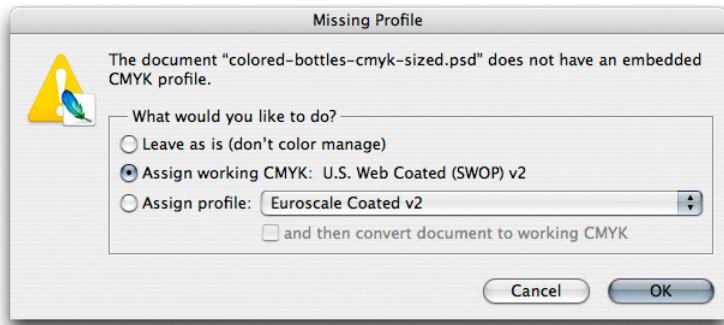 Missing Profile
The document “colored-bottles-cmyk-sized.psd” does not have an embedded
CMYK profile.
What would you like to do?
Leave as is (don’t color manage)
Assign working CMYK: U.S. Web Coated (SWOP) v2
Assign profile: Euroscale Coated v2
and then convert document to working CMYK
Cancel OK